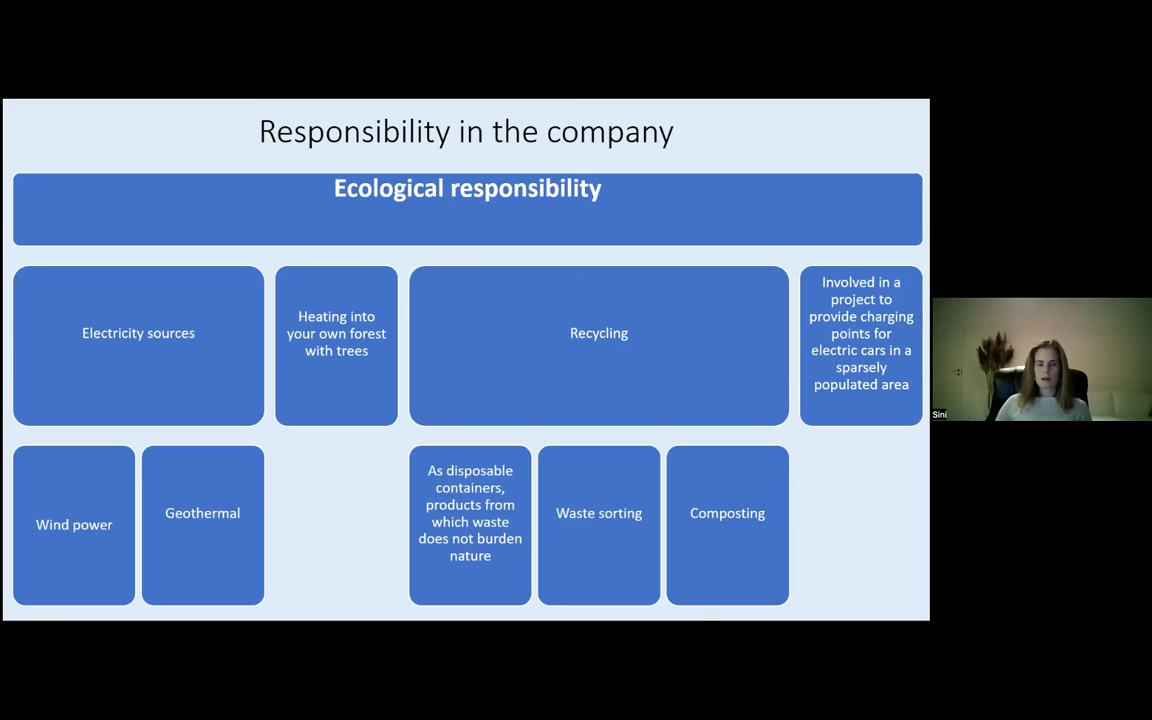 Responsibility in the company
Ecological responsibility
Electricity sources
Heating into
your own forest
with trees
Recycling
Involved in a
project to
provide charging
points for
electric cars in a
sparsely
populated area
Wind power
Geothermal
As disposable
containers,
products from
which waste
does not burden
nature
Waste sorting
Composting
Sini